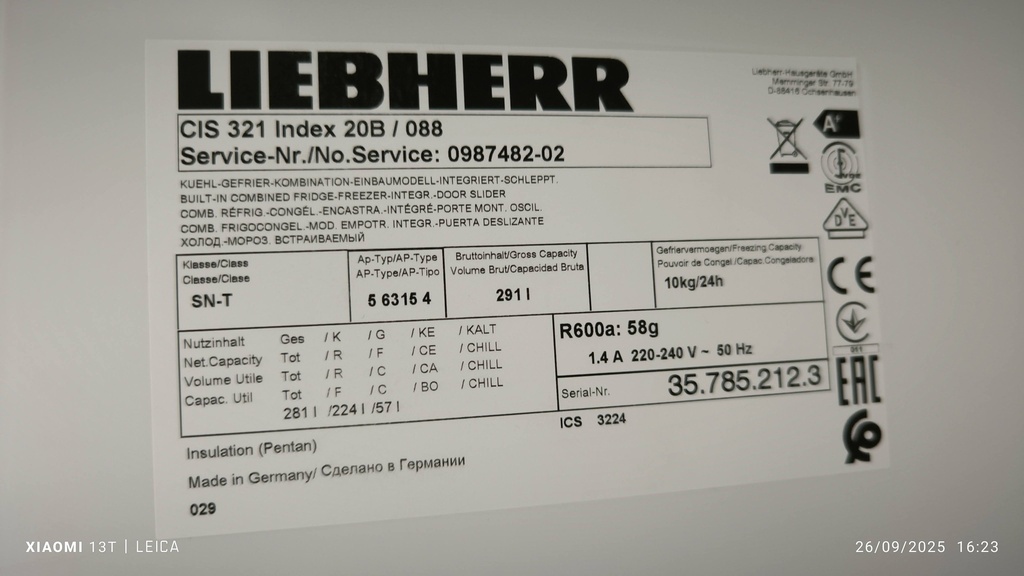 LIEBHERR
Liebherr-Hausgeräte GmbH
Memminger Str. 77-79
D-88416 Ochsenhausen
CIS 321 Index 20B / 088
Service-Nr./No.Service: 0987482-02
A+
KUEHL-GEFRIER-KOMBINATION-EINBAUMODELL-INTEGRIERT-SCHLEPPT.
BUILT-IN COMBINED FRIDGE-FREEZER-INTEGR.-DOOR SLIDER
COMB. RÉFRIG.-CONGÉL.-ENCASTRA.-INTÉGRÉ-PORTE MONT. OSCIL.
COMB. FRIGOCONGEL.-MOD. EMPOTR. INTEGR.-PUERTA DESLIZANTE
ХОЛОД.-МОРОЗ. ВСТРАИВАЕМЫЙ
EMC
DVE
CE
Klasse/Class
Classe/Clase
SN-T
Ap-Typ/AP-Type
AP-Type/AP-Tipo
5 6315 4
Bruttoinhalt/Gross Capacity
Volume Brut/Capacidad Bruta
291 l
Gefriervermoegen/Freezing Capacity
Pouvoir de Congel./Capac.Congeladora
10kg/24h
Nutzinhalt Ges / K / G / KE / KALT
Net.Capacity Tot / R / F / CE / CHILL
Volume Utile Tot / R / C / CA / CHILL
Capac. Util Tot / F / C / BO / CHILL
281 l /224 l /57 l
R600a: 58g
1.4 A 220-240 V ~ 50 Hz
Serial-Nr. 35.785.212.3
011
EAC
ICS 3224
Insulation (Pentan)
Made in Germany/ Сделано в Германии
029
XIAOMI 13T | LEICA
26/09/2025 16:23